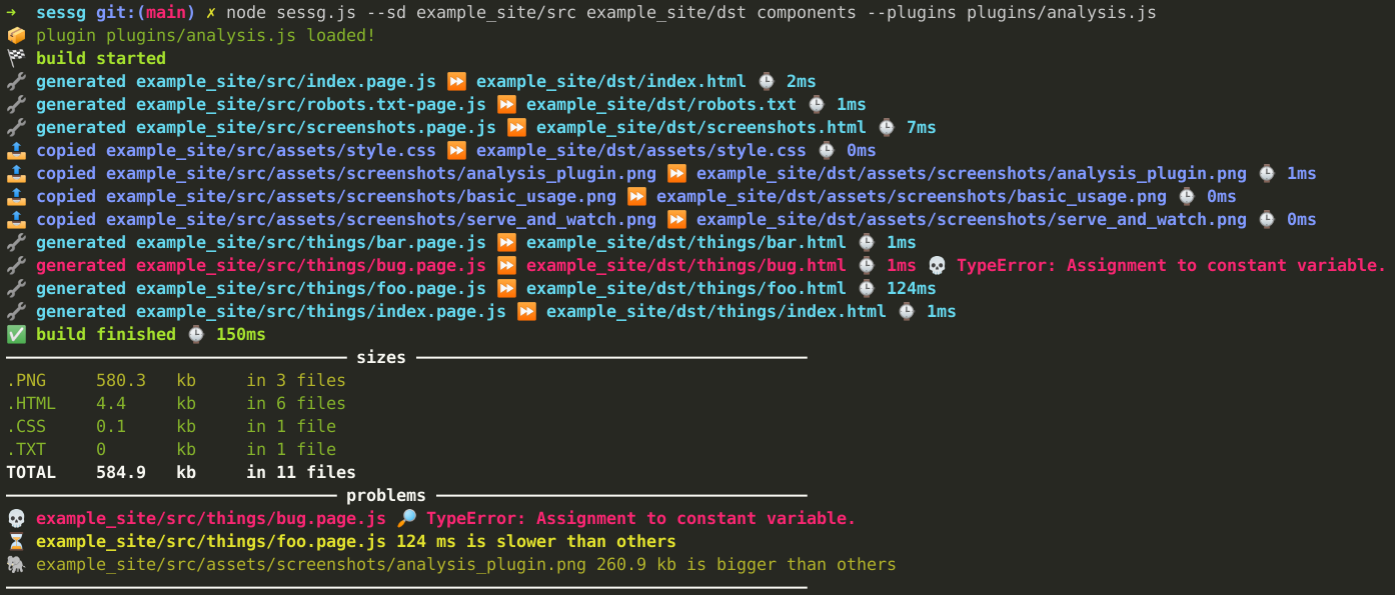 ➜ sessg git:(main) ✗ node sessg.js --sd example_site/src example_site/dst components --plugins plugins/analysis.js
📦 plugin plugins/analysis.js loaded!
🏁 build started
🔧 generated example_site/src/index.page.js ⏩ example_site/dst/index.html ⌚ 2ms
🔧 generated example_site/src/robots.txt-page.js ⏩ example_site/dst/robots.txt ⌚ 1ms
🔧 generated example_site/src/screenshots.page.js ⏩ example_site/dst/screenshots.html ⌚ 7ms
📤 copied example_site/src/assets/style.css ⏩ example_site/dst/assets/style.css ⌚ 0ms
📤 copied example_site/src/assets/screenshots/analysis_plugin.png ⏩ example_site/dst/assets/screenshots/analysis_plugin.png ⌚ 1ms
📤 copied example_site/src/assets/screenshots/basic_usage.png ⏩ example_site/dst/assets/screenshots/basic_usage.png ⌚ 0ms
📤 copied example_site/src/assets/screenshots/serve_and_watch.png ⏩ example_site/dst/assets/screenshots/serve_and_watch.png ⌚ 0ms
🔧 generated example_site/src/things/bar.page.js ⏩ example_site/dst/things/bar.html ⌚ 1ms
🔧 generated example_site/src/things/bug.page.js ⏩ example_site/dst/things/bug.html ⌚ 1ms 💀 TypeError: Assignment to constant variable.
🔧 generated example_site/src/things/foo.page.js ⏩ example_site/dst/things/foo.html ⌚ 124ms
🔧 generated example_site/src/things/index.page.js ⏩ example_site/dst/things/index.html ⌚ 1ms
✅ build finished ⌚ 150ms
sizes
.PNG 580.3 kb in 3 files
.HTML 4.4 kb in 6 files
.CSS 0.1 kb in 1 file
.TXT 0 kb in 1 file
TOTAL 584.9 kb in 11 files
problems
💀 example_site/src/things/bug.page.js 🔎 TypeError: Assignment to constant variable.
⏳ example_site/src/things/foo.page.js 124 ms is slower than others
🐘 example_site/src/assets/screenshots/analysis_plugin.png 260.9 kb is bigger than others